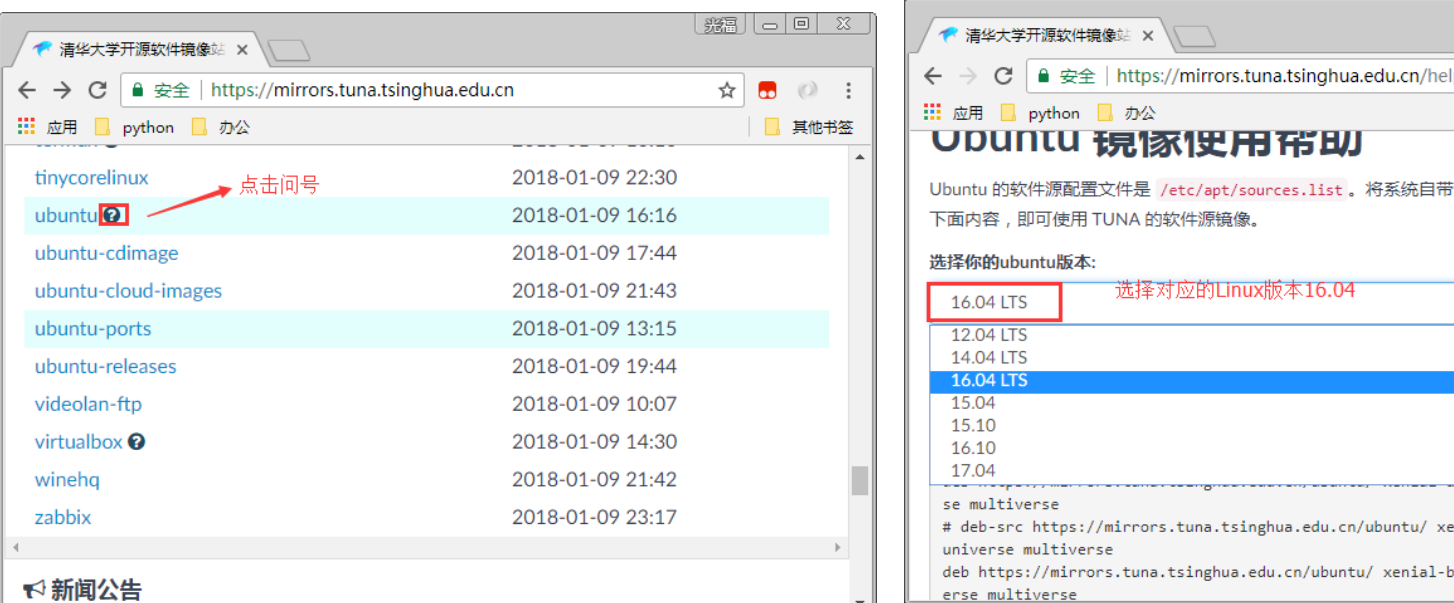 光福
清华大学开源软件镜像站
安全 | https://mirrors.tuna.tsinghua.edu.cn
应用 python 办公 其他书签
tinycorelinux 2018-01-09 22:30
点击问号
ubuntu 2018-01-09 16:16
ubuntu-cdimage 2018-01-09 17:44
ubuntu-cloud-images 2018-01-09 21:43
ubuntu-ports 2018-01-09 13:15
ubuntu-releases 2018-01-09 19:44
videolan-ftp 2018-01-09 10:07
virtualbox 2018-01-09 14:30
winehq 2018-01-09 21:42
zabbix 2018-01-09 23:17
新闻公告
清华大学开源软件镜像站
安全 | https://mirrors.tuna.tsinghua.edu.cn/hel
应用 python 办公
Ubuntu 镜像使用帮助
Ubuntu 的软件源配置文件是 /etc/apt/sources.list。将系统自带
下面内容，即可使用 TUNA 的软件源镜像。
选择你的ubuntu版本:
16.04 LTS
选择对应的Linux版本16.04
12.04 LTS
14.04 LTS
16.04 LTS
15.04
15.10
16.10
17.04
se multiverse
# deb-src https://mirrors.tuna.tsinghua.edu.cn/ubuntu/ xe
universe multiverse
deb https://mirrors.tuna.tsinghua.edu.cn/ubuntu/ xenial-b
erse multiverse